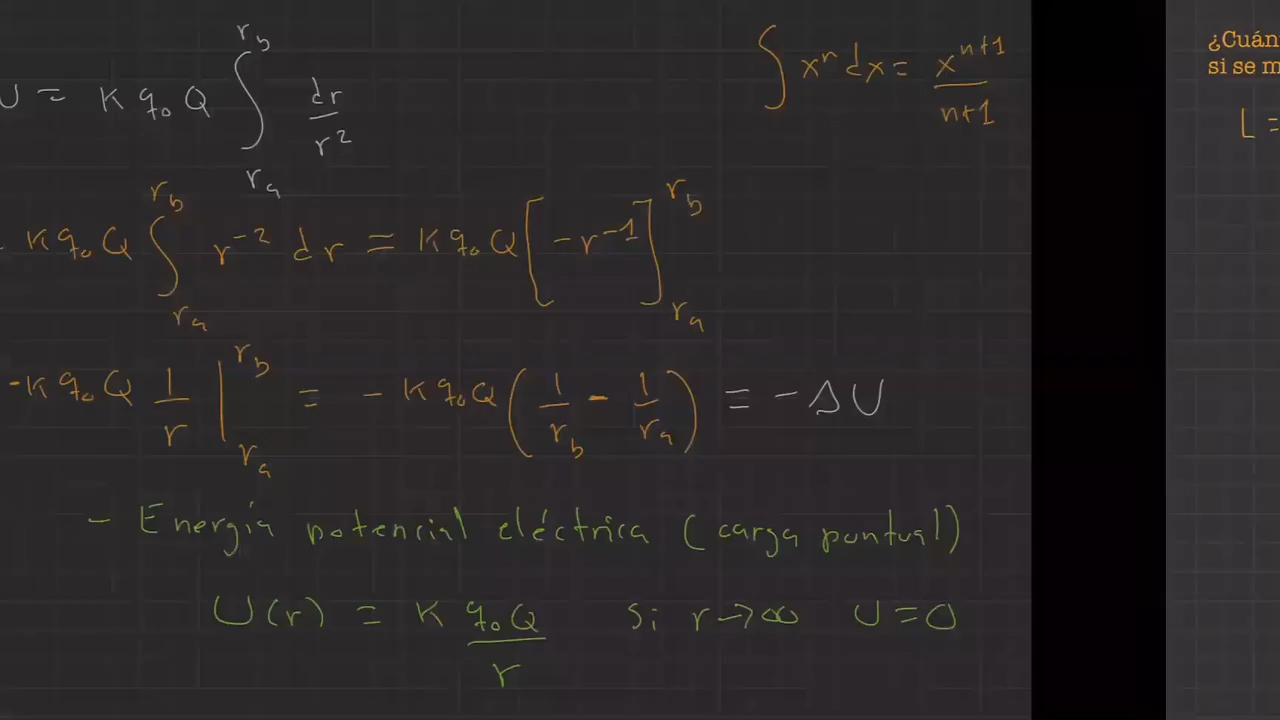 U = K q₀ Q ∫_{r_a}^{r_b} dr/r²
∫ xⁿ dx = x^{n+1}/(n+1)
K q₀ Q ∫_{r_a}^{r_b} r⁻² dr = K q₀ Q [-r⁻¹]_{r_a}^{r_b}
-K q₀ Q 1/r |_{r_a}^{r_b} = - K q₀ Q (1/r_b - 1/r_a) = - ΔU
- Energía potencial eléctrica (carga puntual)
U(r) = K q₀Q/r si r→∞ U=0
si se m
L =